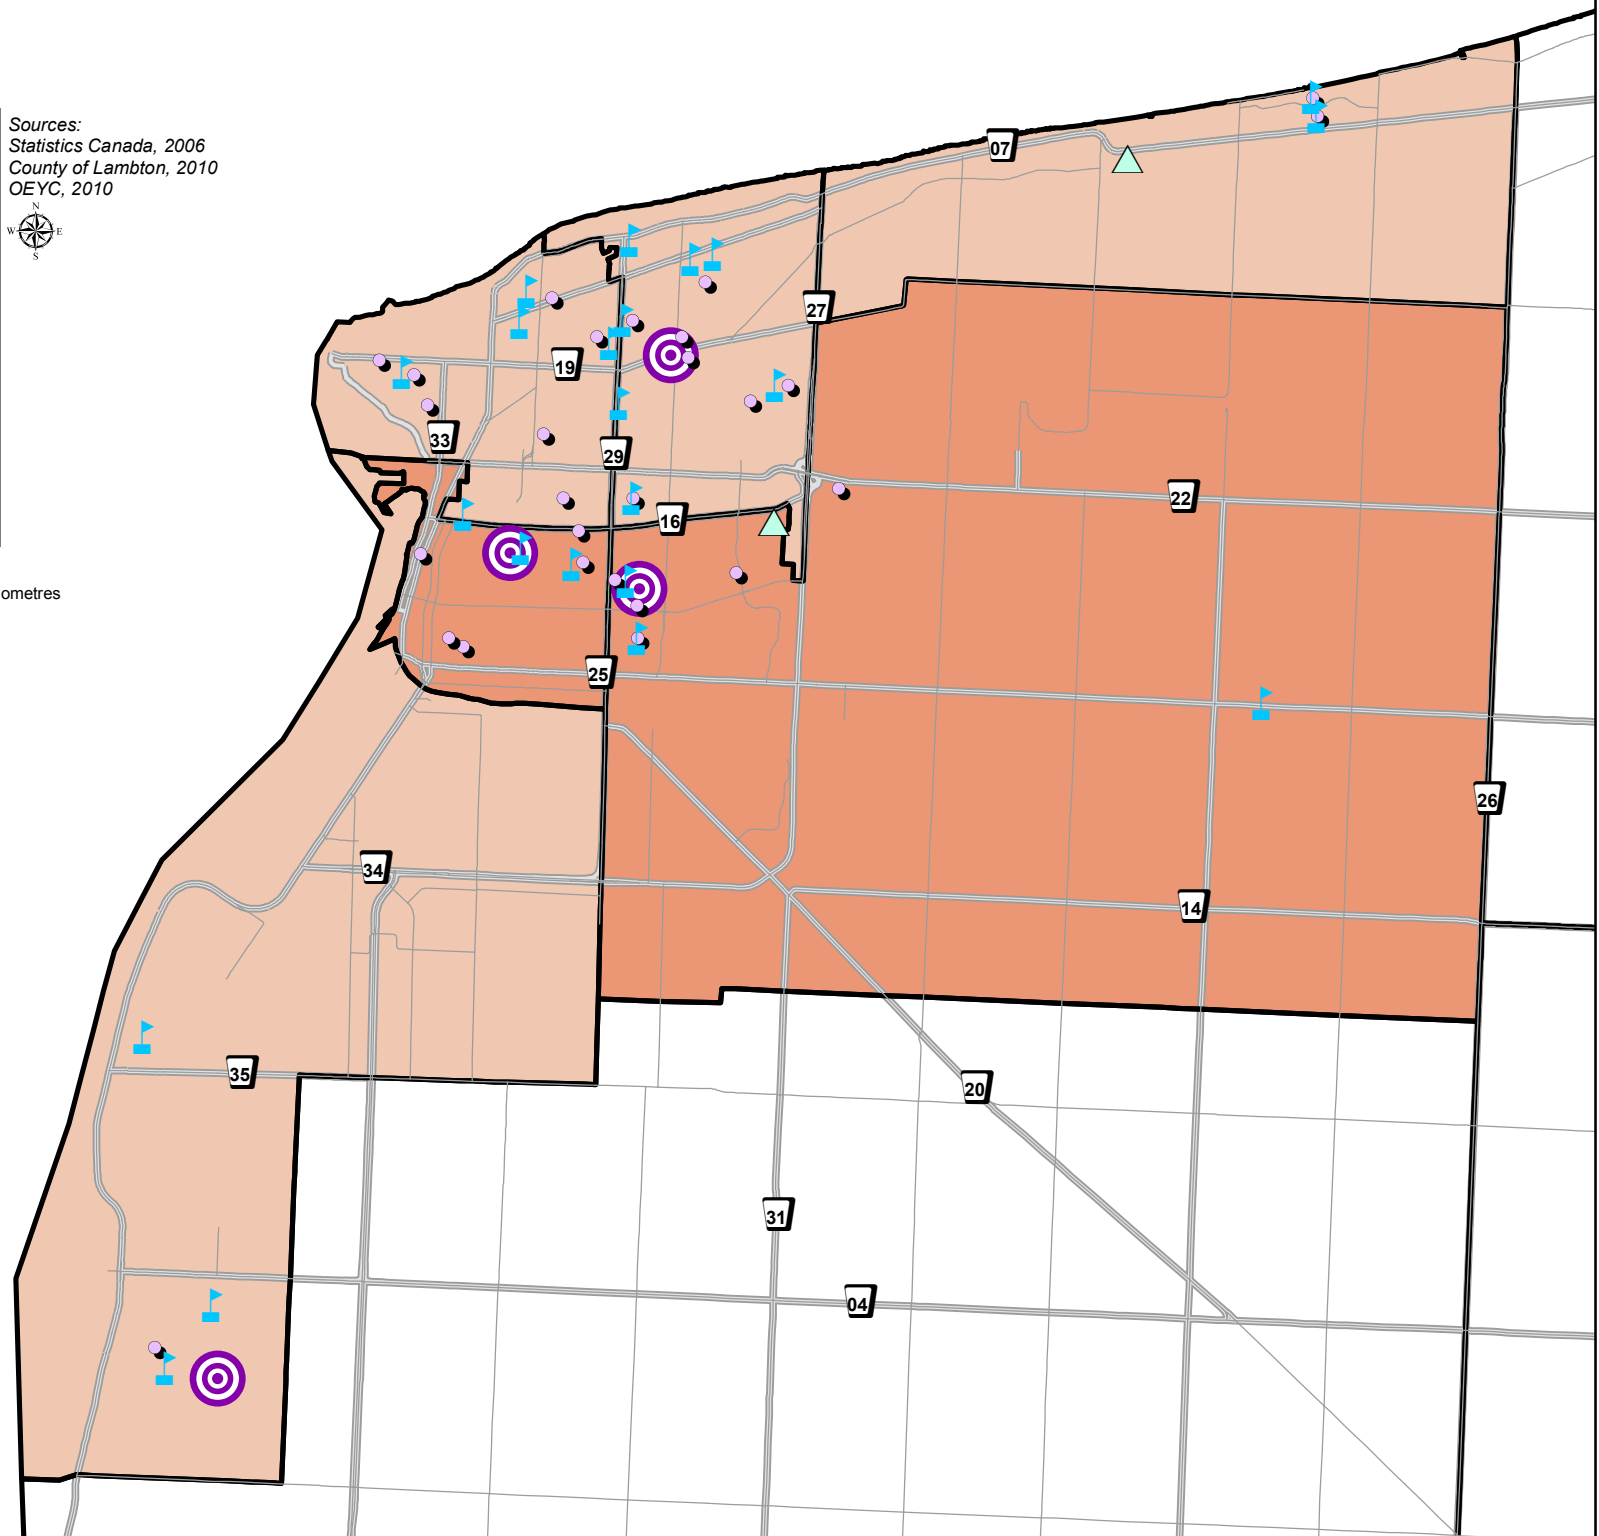 Sources:
Statistics Canada, 2006
County of Lambton, 2010
OEYC, 2010
N
W E
S
07
27
19
33
29
16
22
ometres
25
26
34
14
35
20
31
04